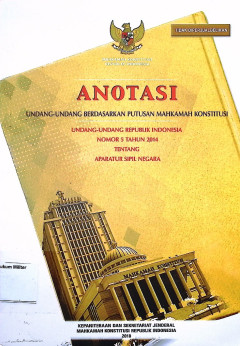 ANOTASI
UNDANG-UNDANG BERDASARKAN PUTUSAN MAHKAMAH KONSTITUSI
UNDANG-UNDANG REPUBLIK INDONESIA
NOMOR 5 TAHUN 2014
TENTANG
APARATUR SIPIL NEGARA
MAHKAMAH KONSTITUSI
KEPANITERAAN DAN SEKRETARIAT JENDERAL
MAHKAMAH KONSTITUSI REPUBLIK INDONESIA
2018